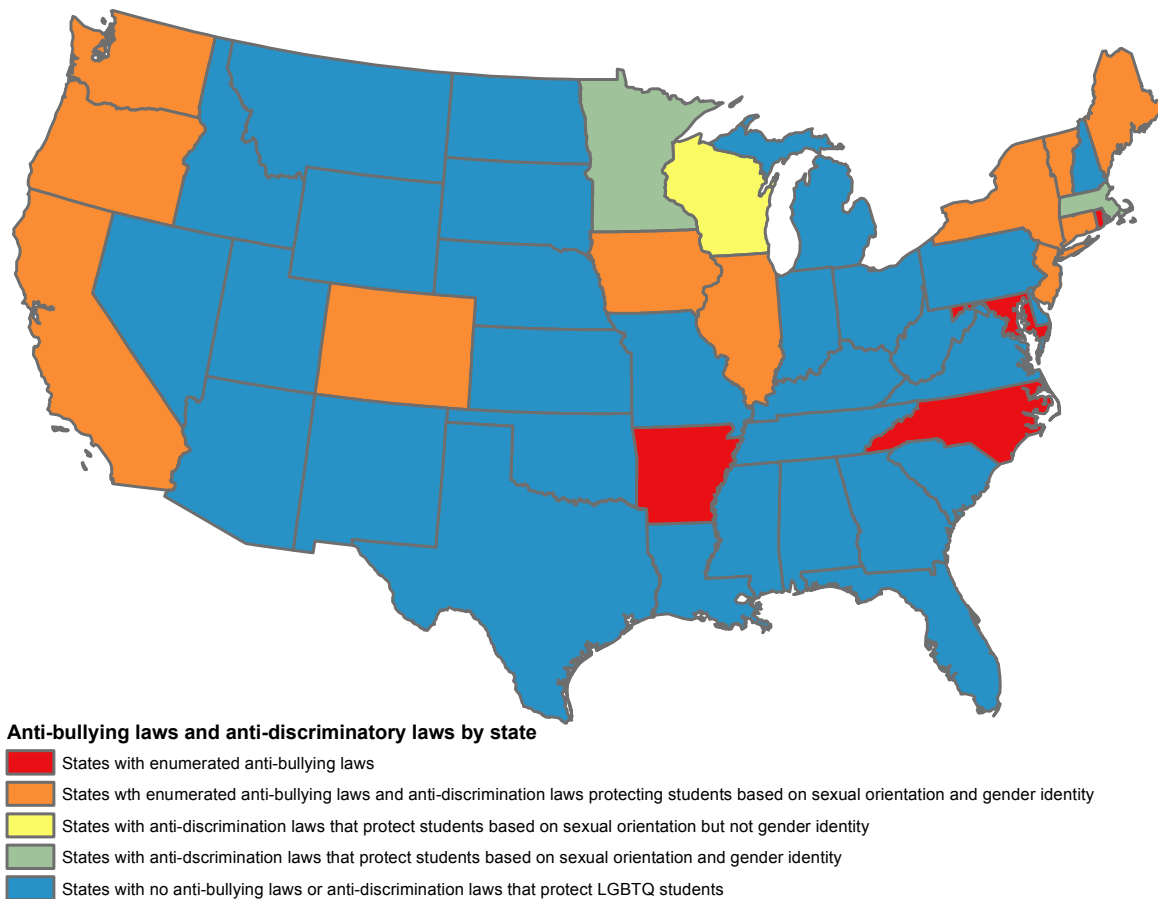 Anti-bullying laws and anti-discriminatory laws by state
States with enumerated anti-bullying laws
States wth enumerated anti-bullying laws and anti-discrimination laws protecting students based on sexual orientation and gender identity
States with anti-discrimination laws that protect students based on sexual orientation but not gender identity
States with anti-dscrimination laws that protect students based on sexual orientation and gender identity
States with no anti-bullying laws or anti-discrimination laws that protect LGBTQ students